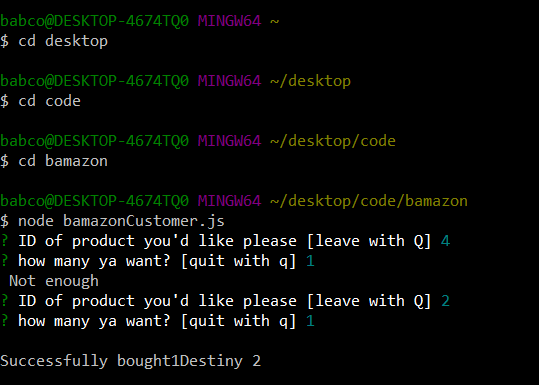 babco@DESKTOP-4674TQ0 MINGW64 ~
$ cd desktop
babco@DESKTOP-4674TQ0 MINGW64 ~/desktop
$ cd code
babco@DESKTOP-4674TQ0 MINGW64 ~/desktop/code
$ cd bamazon
babco@DESKTOP-4674TQ0 MINGW64 ~/desktop/code/bamazon
$ node bamazonCustomer.js
? ID of product you'd like please [leave with Q] 4
? how many ya want? [quit with q] 1
Not enough
? ID of product you'd like please [leave with Q] 2
? how many ya want? [quit with q] 1
Successfully bought1Destiny 2